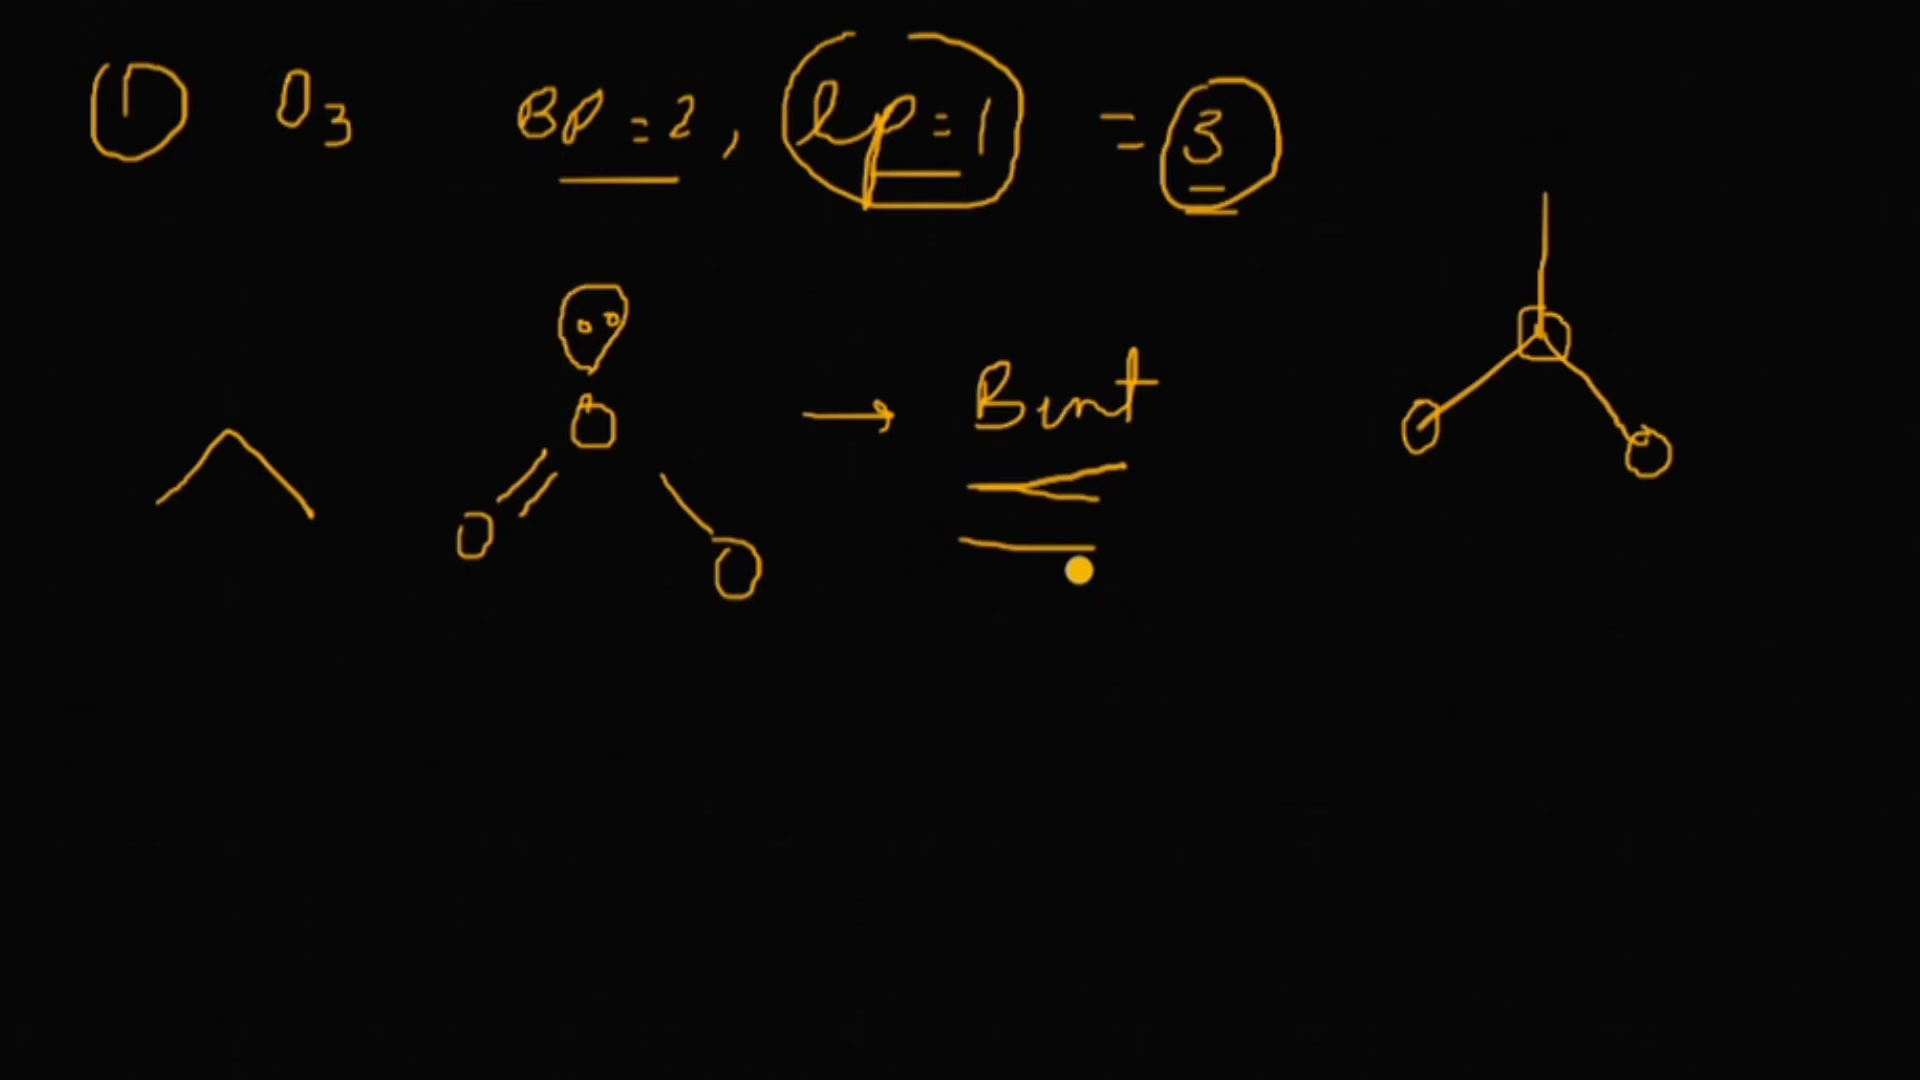 ① O₃ BP = 2, lp = 1 = 3
O
→ Bent
O O